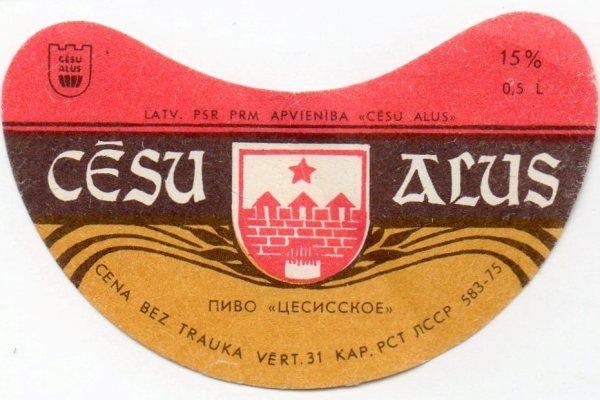 CĒSU
ALUS
15%
0,5 L
LATV. PSR PRM APVIENĪBA «CĒSU ALUS»
CĒSU ALUS
ПИВО «ЦЕСИССКОЕ»
CENA BEZ TRAUKA VĒRT. 31 KAP. РСТ ЛССР 583-75